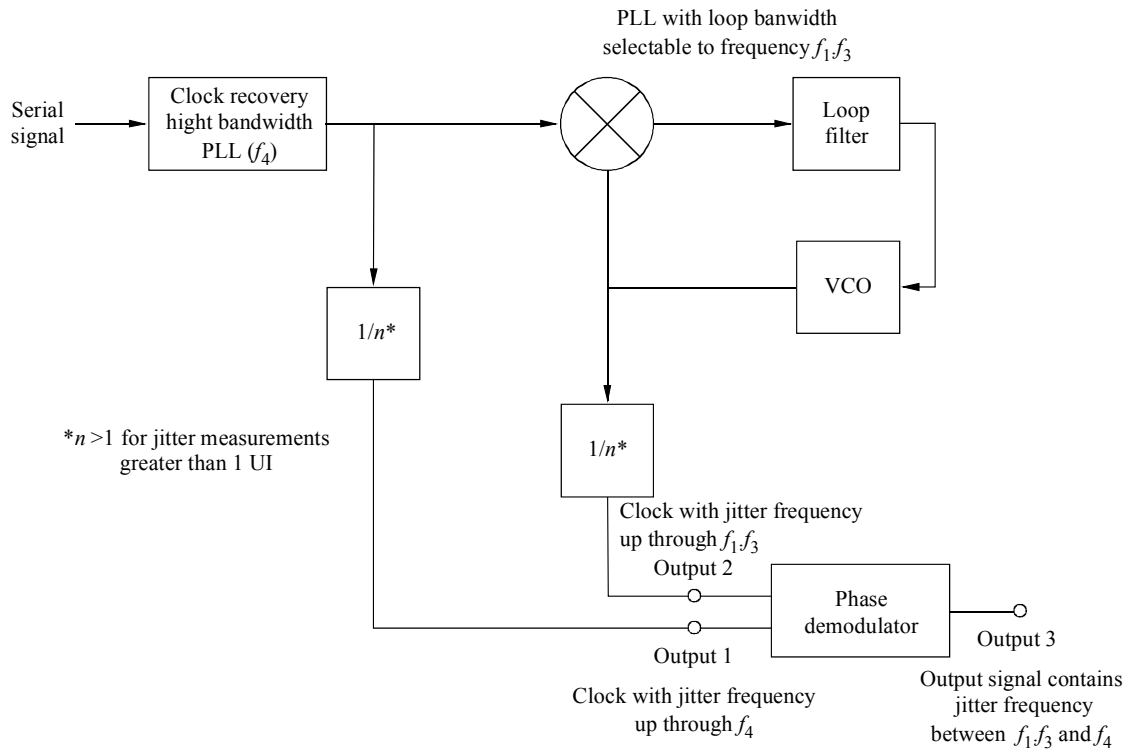 PLL with loop banwidth
selectable to frequency f1.f3
Serial
signal
Clock recovery
hight bandwidth
PLL (f4)
Loop
filter
VCO
1/n*
*n >1 for jitter measurements
greater than 1 UI
1/n*
Clock with jitter frequency
up through f1.f3
Output 2
Phase
demodulator
Output 3
Output 1
Clock with jitter frequency
up through f4
Output signal contains
jitter frequency
between f1.f3 and f4